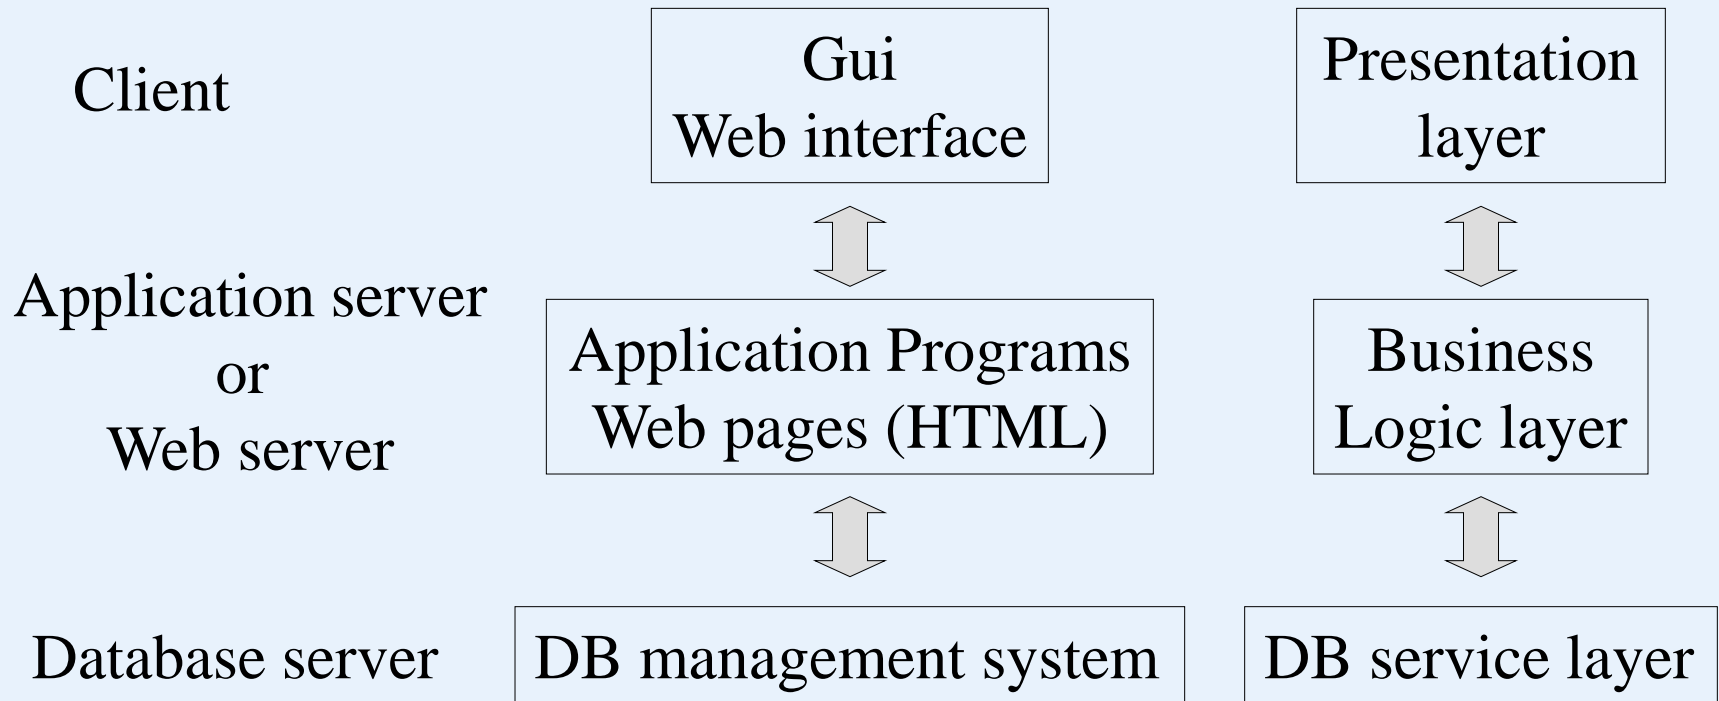 Client
Gui
Web interface
Presentation
layer
Application server
or
Web server
Application Programs
Web pages (HTML)
Business
Logic layer
Database server
DB management system
DB service layer